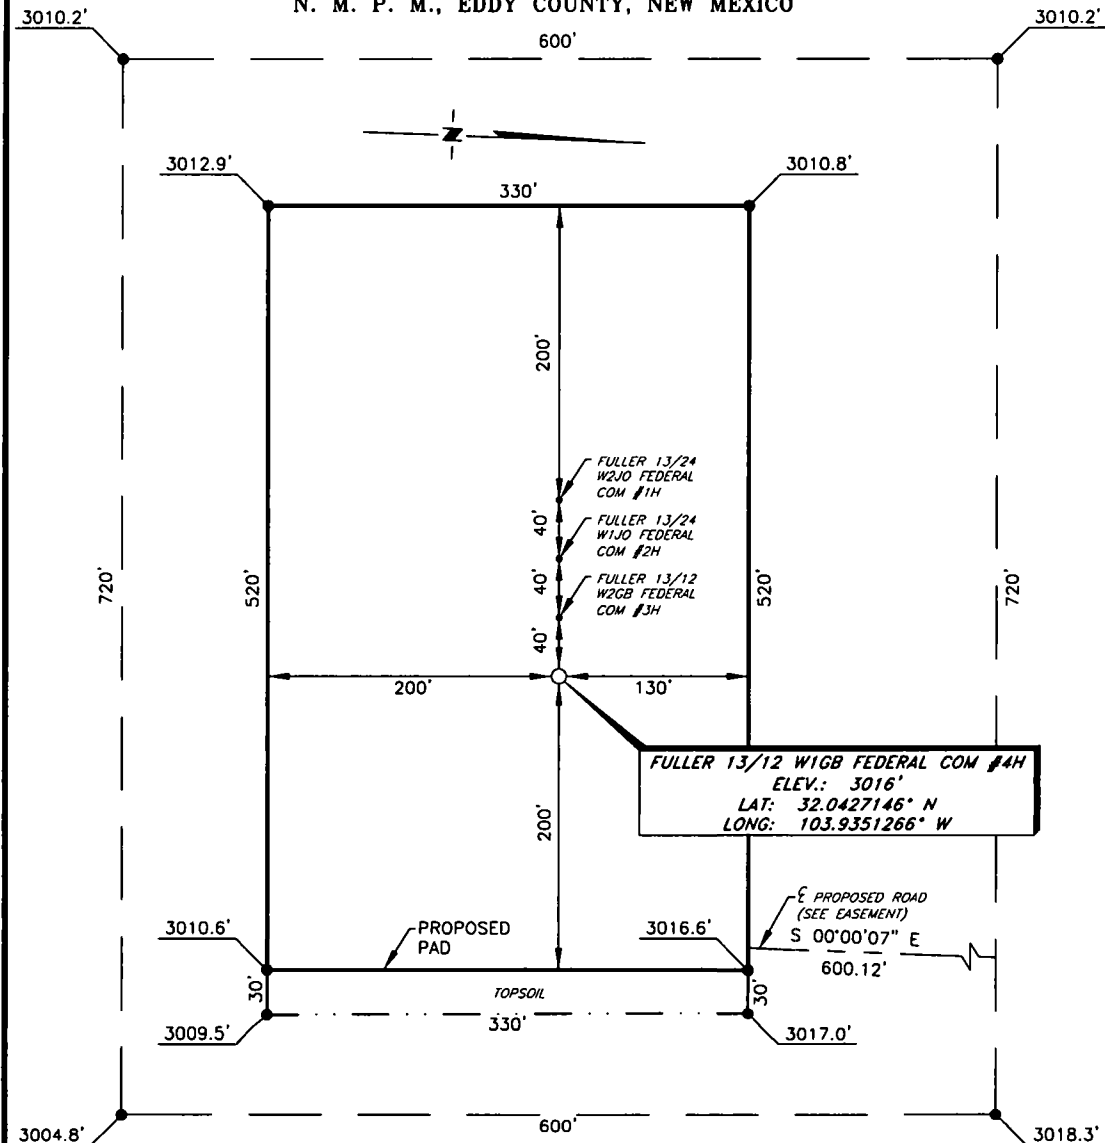 N. M. P. M., EDDY COUNTY, NEW MEXICO
3010.2'
3010.2'
600'
N
3012.9'
3010.8'
330'
200'
FULLER 13/24
W2JO FEDERAL
COM #1H
40'
FULLER 13/24
W1JO FEDERAL
COM #2H
40'
FULLER 13/12
W2GB FEDERAL
COM #3H
40'
720'
520'
520'
720'
200'
130'
FULLER 13/12 W1GB FEDERAL COM #4H
ELEV.: 3016'
LAT: 32.0427146° N
LONG: 103.9351266° W
200'
℄ PROPOSED ROAD
(SEE EASEMENT)
S 00°00'07" E
600.12'
3010.6'
PROPOSED
PAD
3016.6'
30'
TOPSOIL
30'
330'
3009.5'
3017.0'
3004.8'
600'
3018.3'